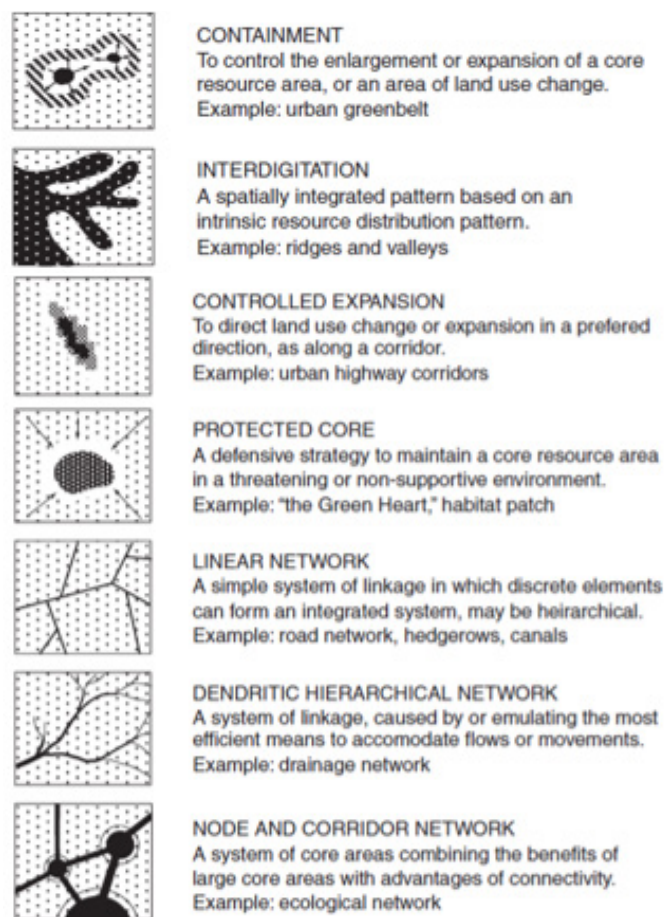 CONTAINMENT
To control the enlargement or expansion of a core
resource area, or an area of land use change.
Example: urban greenbelt
INTERDIGITATION
A spatially integrated pattern based on an
intrinsic resource distribution pattern.
Example: ridges and valleys
CONTROLLED EXPANSION
To direct land use change or expansion in a prefered
direction, as along a corridor.
Example: urban highway corridors
PROTECTED CORE
A defensive strategy to maintain a core resource area
in a threatening or non-supportive environment.
Example: “the Green Heart,” habitat patch
LINEAR NETWORK
A simple system of linkage in which discrete elements
can form an integrated system, may be heirarchical.
Example: road network, hedgerows, canals
DENDRITIC HIERARCHICAL NETWORK
A system of linkage, caused by or emulating the most
efficient means to accomodate flows or movements.
Example: drainage network
NODE AND CORRIDOR NETWORK
A system of core areas combining the benefits of
large core areas with advantages of connectivity.
Example: ecological network